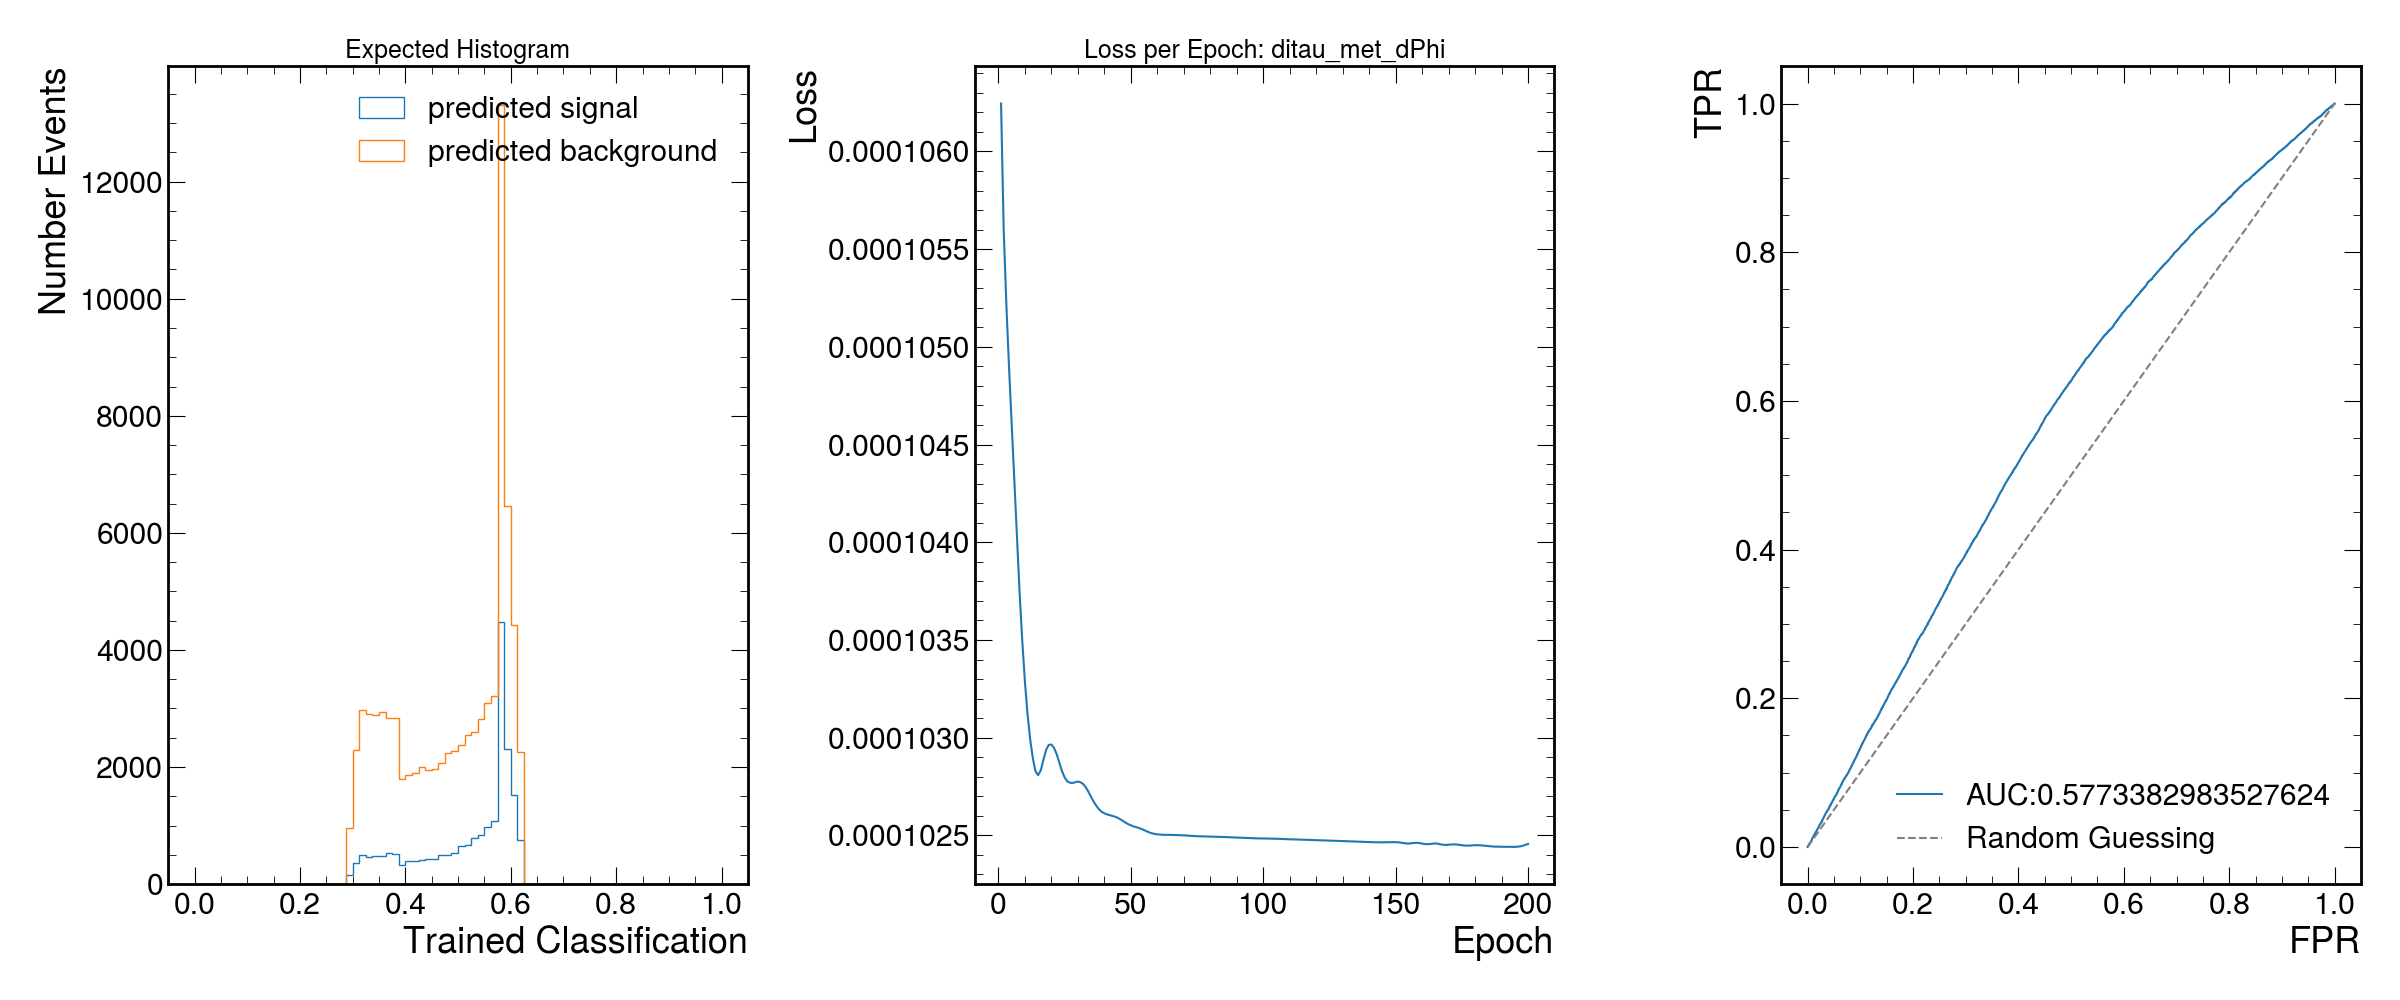 Expected Histogram
Number Events
predicted signal
predicted background
12000
10000
8000
6000
4000
2000
0
0.0 0.2 0.4 0.6 0.8 1.0
Trained Classification
Loss per Epoch: ditau_met_dPhi
Loss
0.0001060
0.0001055
0.0001050
0.0001045
0.0001040
0.0001035
0.0001030
0.0001025
0 50 100 150 200
Epoch
TPR
1.0
0.8
0.6
0.4
0.2
0.0
AUC:0.5773382983527624
Random Guessing
0.0 0.2 0.4 0.6 0.8 1.0
FPR